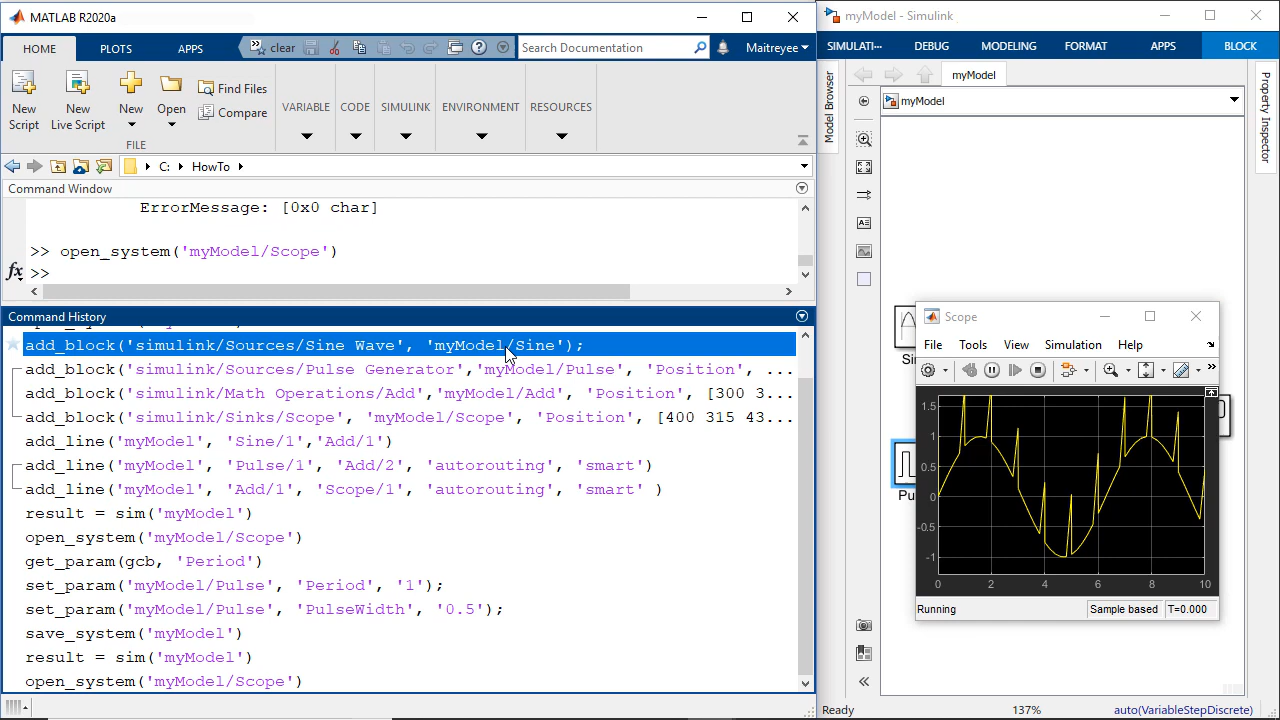 MATLAB R2020a
HOME PLOTS APPS clear Search Documentation Maitreyee
New Script
New Live Script
New
Open
Find Files
Compare
VARIABLE CODE SIMULINK ENVIRONMENT RESOURCES
FILE
C: HowTo
Command Window
ErrorMessage: [0x0 char]
>> open_system('myModel/Scope')
fx >>
Command History
add_block('simulink/Sources/Sine Wave', 'myModel/Sine');
add_block('simulink/Sources/Pulse Generator','myModel/Pulse', 'Position', ...
add_block('simulink/Math Operations/Add','myModel/Add', 'Position', [300 3...
add_block('simulink/Sinks/Scope', 'myModel/Scope', 'Position', [400 315 43...
add_line('myModel', 'Sine/1','Add/1')
add_line('myModel', 'Pulse/1', 'Add/2', 'autorouting', 'smart')
add_line('myModel', 'Add/1', 'Scope/1', 'autorouting', 'smart' )
result = sim('myModel')
open_system('myModel/Scope')
get_param(gcb, 'Period')
set_param('myModel/Pulse', 'Period', '1');
set_param('myModel/Pulse', 'PulseWidth', '0.5');
save_system('myModel')
result = sim('myModel')
open_system('myModel/Scope')
myModel - Simulink
SIMULATI··· DEBUG MODELING FORMAT APPS BLOCK
Model Browser
myModel
myModel
Property Inspector
Scope
File Tools View Simulation Help
1.5
1
0.5
0
-0.5
-1
0 2 4 6 8 10
Running Sample based T=0.000
Ready 137% auto(VariableStepDiscrete)